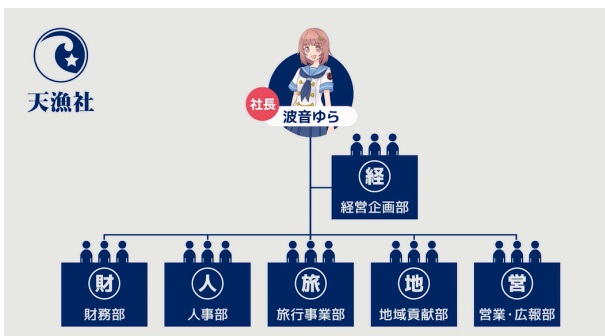 天漁社
社長
波音ゆら
経
経営企画部
財
財務部
人
人事部
旅
旅行事業部
地
地域貢献部
営
営業・広報部